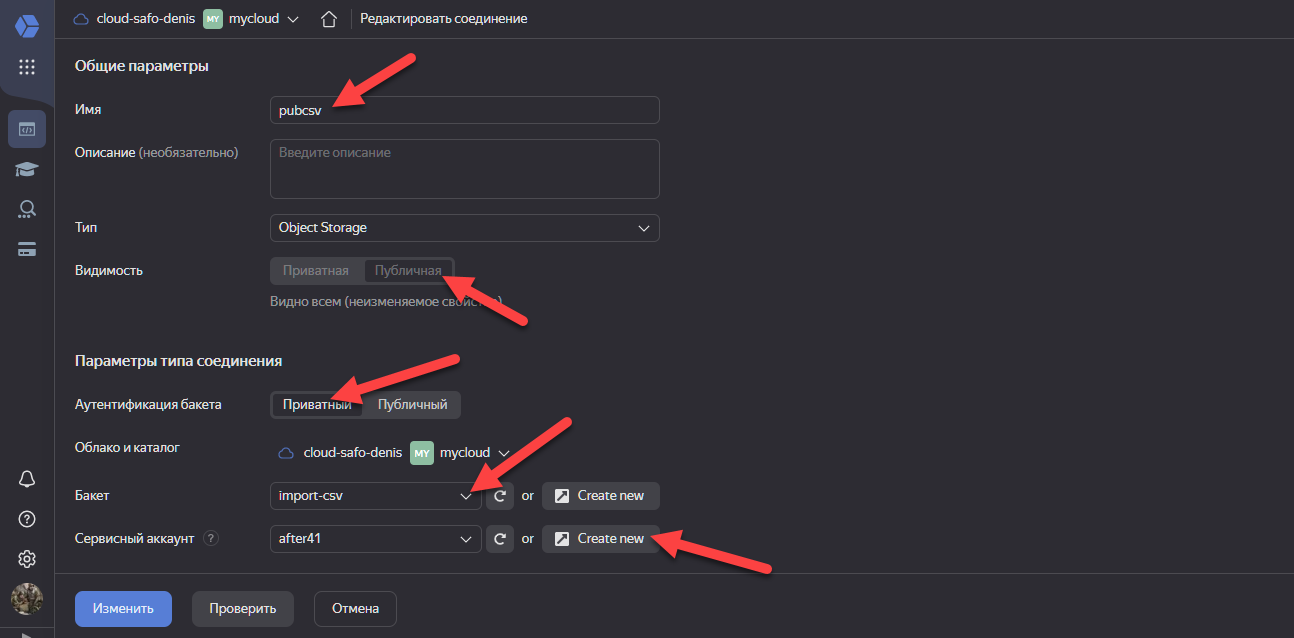 cloud-safo-denis MY mycloud Редактировать соединение
Общие параметры
Имя pubcsv
Описание (необязательно) Введите описание
Тип Object Storage
Видимость Приватная Публичная
Видно всем (неизменяемое свойство)
Параметры типа соединения
Аутентификация бакета Приватный Публичный
Облако и каталог cloud-safo-denis MY mycloud
Бакет import-csv or Create new
Сервисный аккаунт ? after41 or Create new
Изменить Проверить Отмена